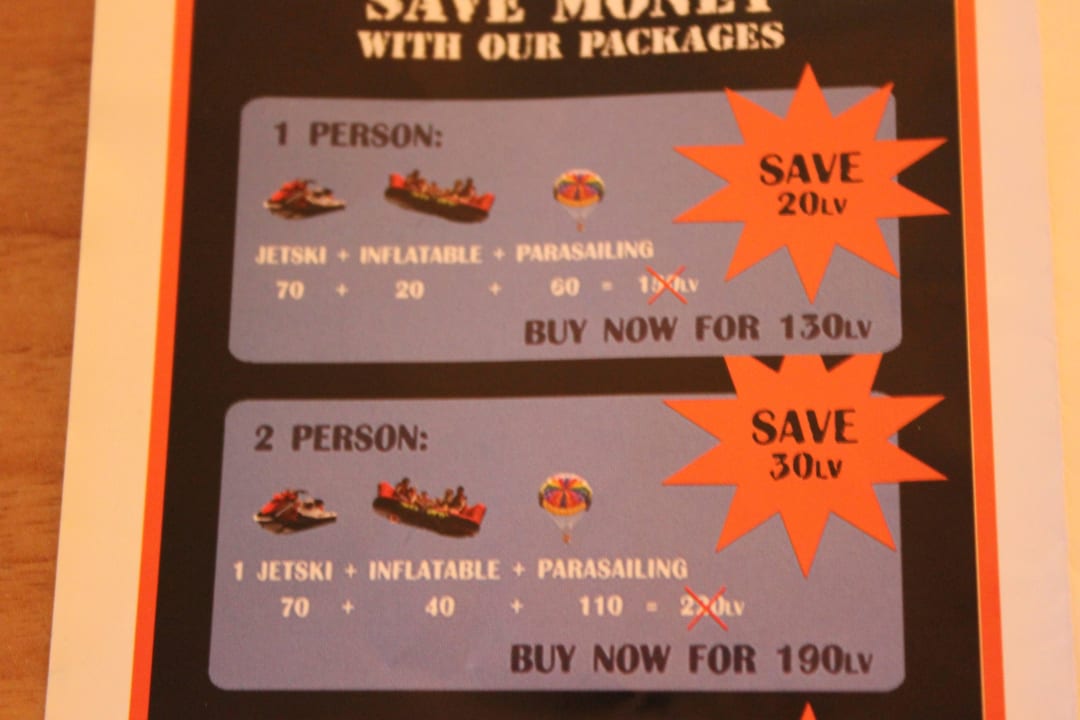 SAVE MONEY
WITH OUR PACKAGES
1 PERSON:
SAVE
20LV
JETSKI + INFLATABLE + PARASAILING
70 + 20 + 60 = 150LV
BUY NOW FOR 130LV
2 PERSON:
SAVE
30LV
1 JETSKI + INFLATABLE + PARASAILING
70 + 40 + 110 = 220LV
BUY NOW FOR 190LV